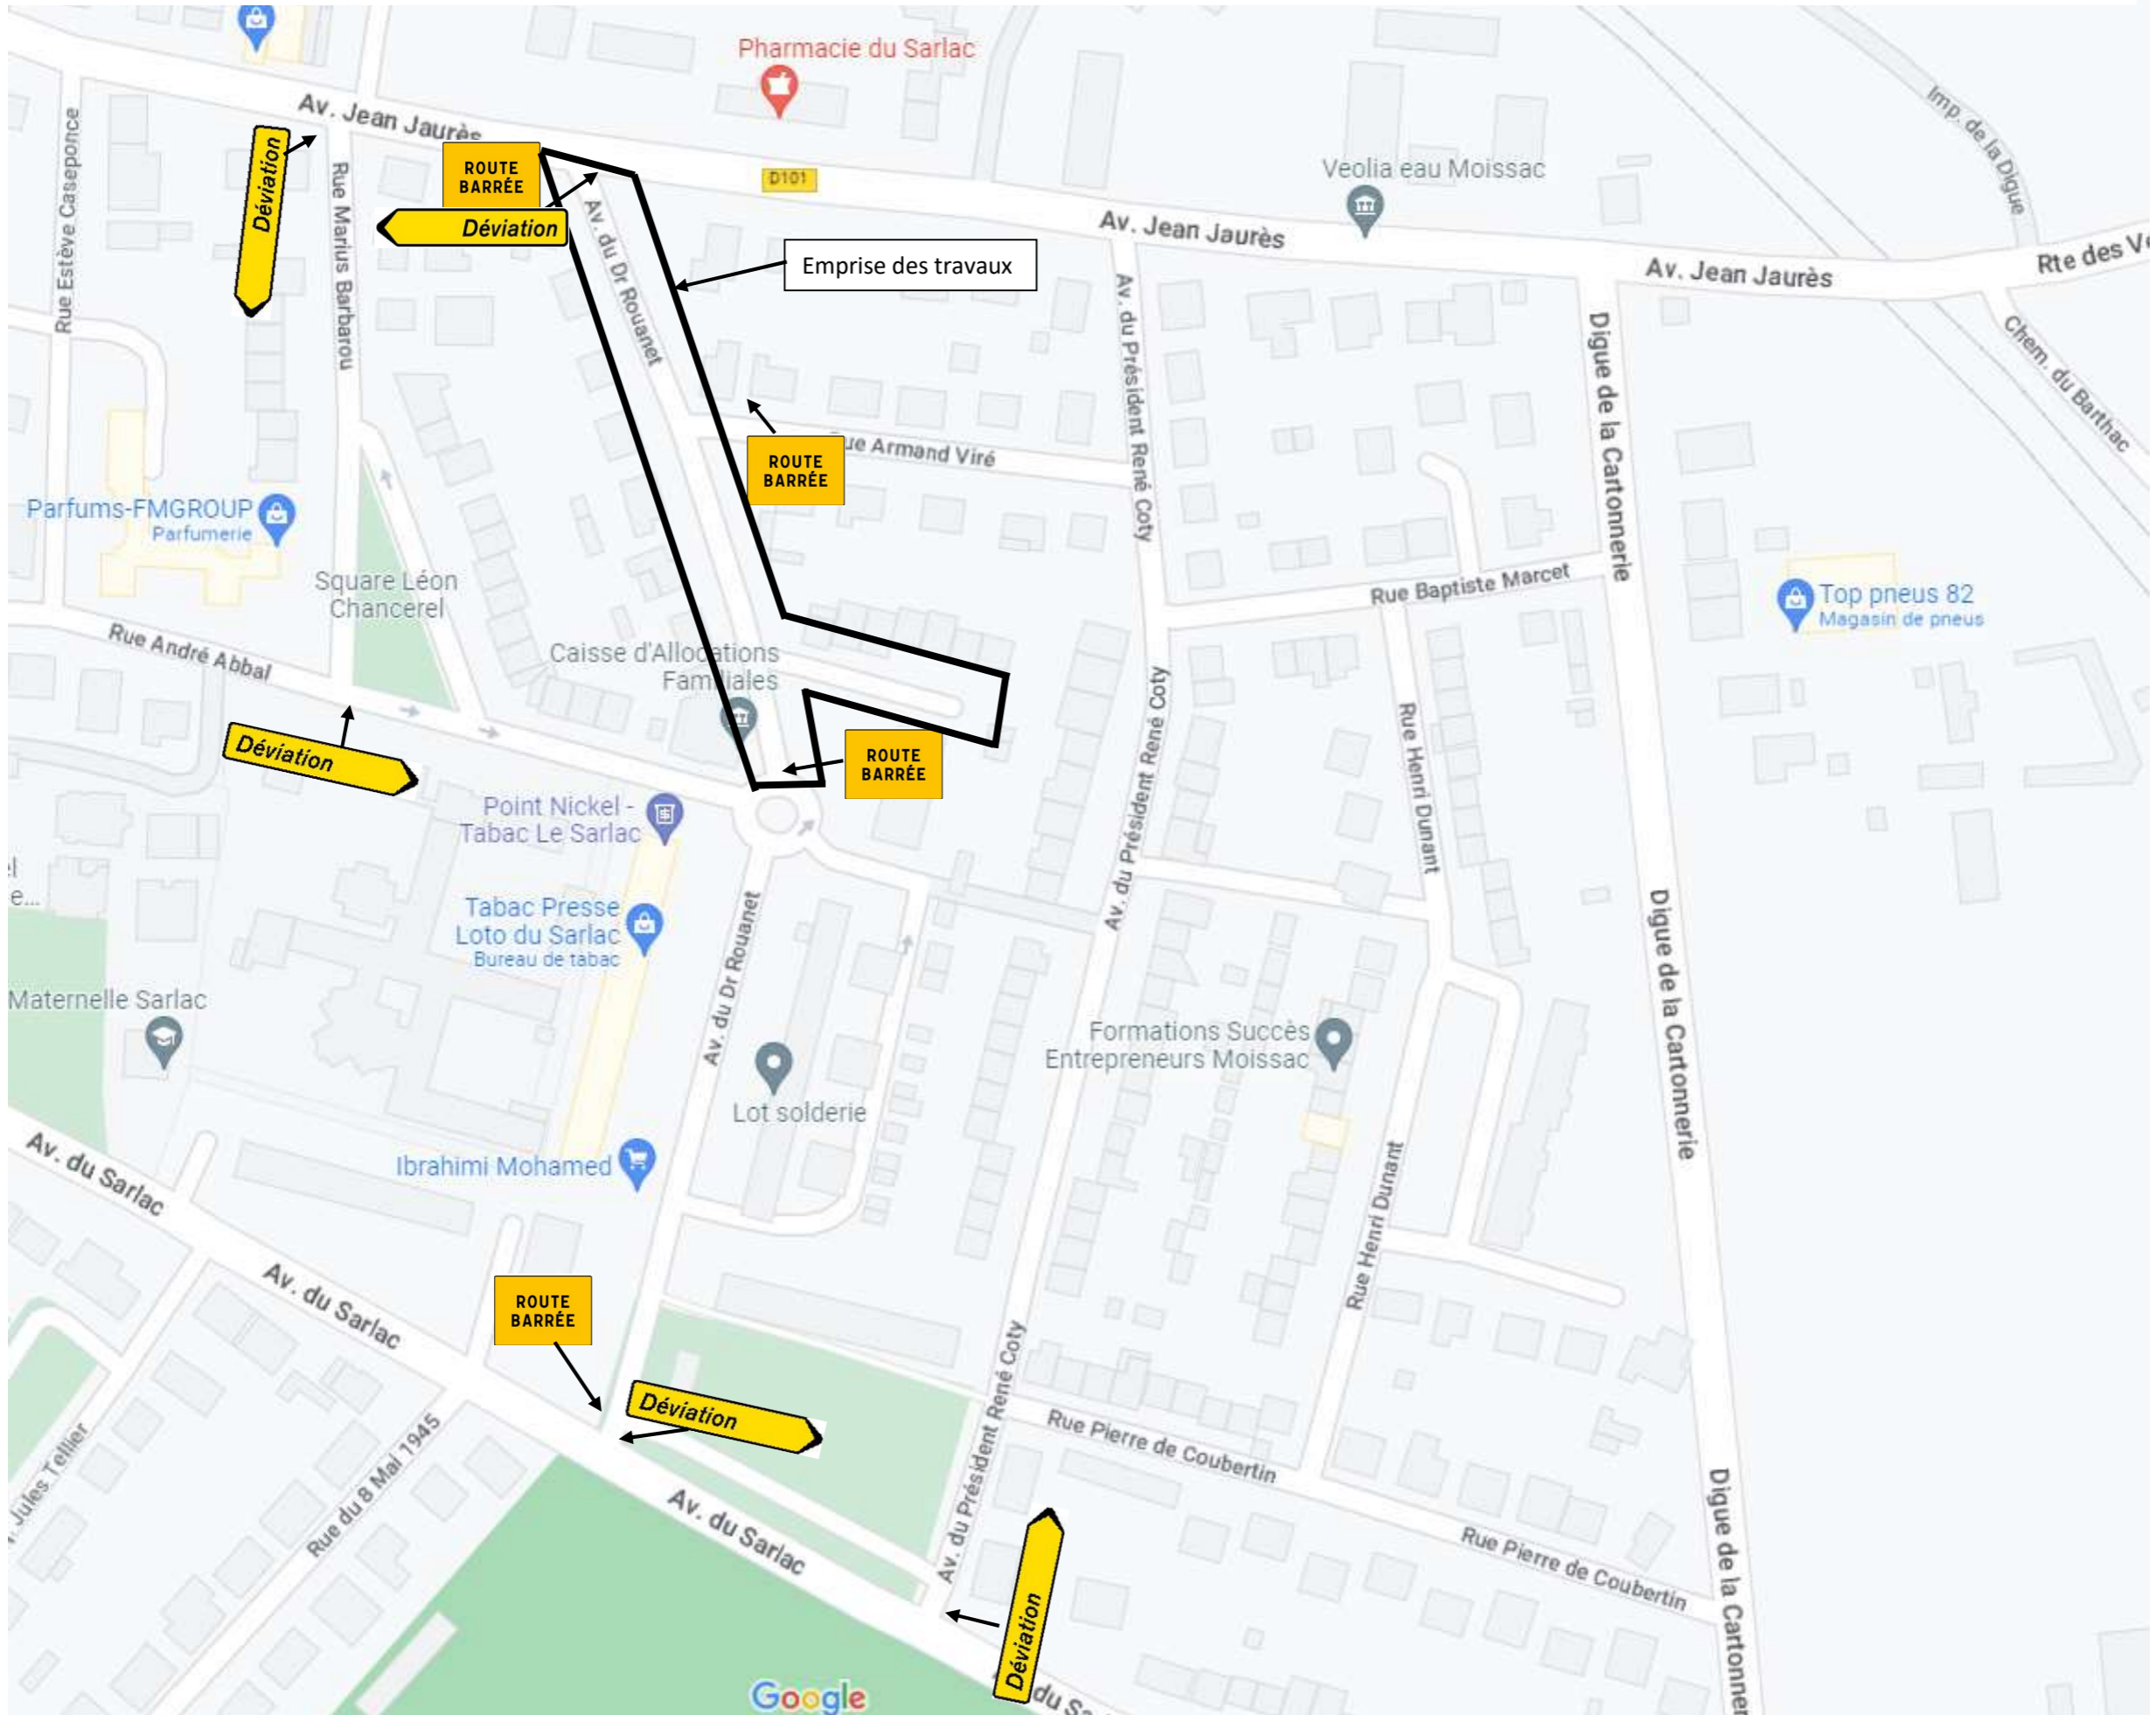 Pharmacie du Sarlac
Av. Jean Jaurès
Déviation
ROUTE
BARRÉE
Déviation
D101
Veolia eau Moissac
Imp. de la Digue
Av. Jean Jaurès
Av. Jean Jaurès
Rte des
Rue Estève Caseponce
Rue Marius Barbarou
Av. du Dr Rouanet
Emprise des travaux
Av. du Président René Coty
Digue de la Cartonnerie
Chem. du Barthac
ROUTE
BARRÉE
Rue Armand Viré
Parfums-FMGROUP
Parfumerie
Square Léon
Chancerel
Rue Baptiste Marcet
Top pneus 82
Magasin de pneus
Rue André Abbal
Caisse d'Allocations
Familiales
Déviation
ROUTE
BARRÉE
Av. du Président René Coty
Rue Henri Dunant
Point Nickel -
Tabac Le Sarlac
Tabac Presse
Loto du Sarlac
Bureau de tabac
Av. du Dr Rouanet
Digue de la Cartonnerie
Maternelle Sarlac
Formations Succès
Entrepreneurs Moissac
Lot solderie
Ibrahimi Mohamed
Av. du Sarlac
Rue Henri Dunant
Av. du Sarlac
ROUTE
BARRÉE
Déviation
Av. du Président René Coty
Rue Pierre de Coubertin
Jules Tellier
Rue du 8 Mai 1945
Av. du Sarlac
Rue Pierre de Coubertin
Digue de la Cartonner
Déviation
Google
du Sa